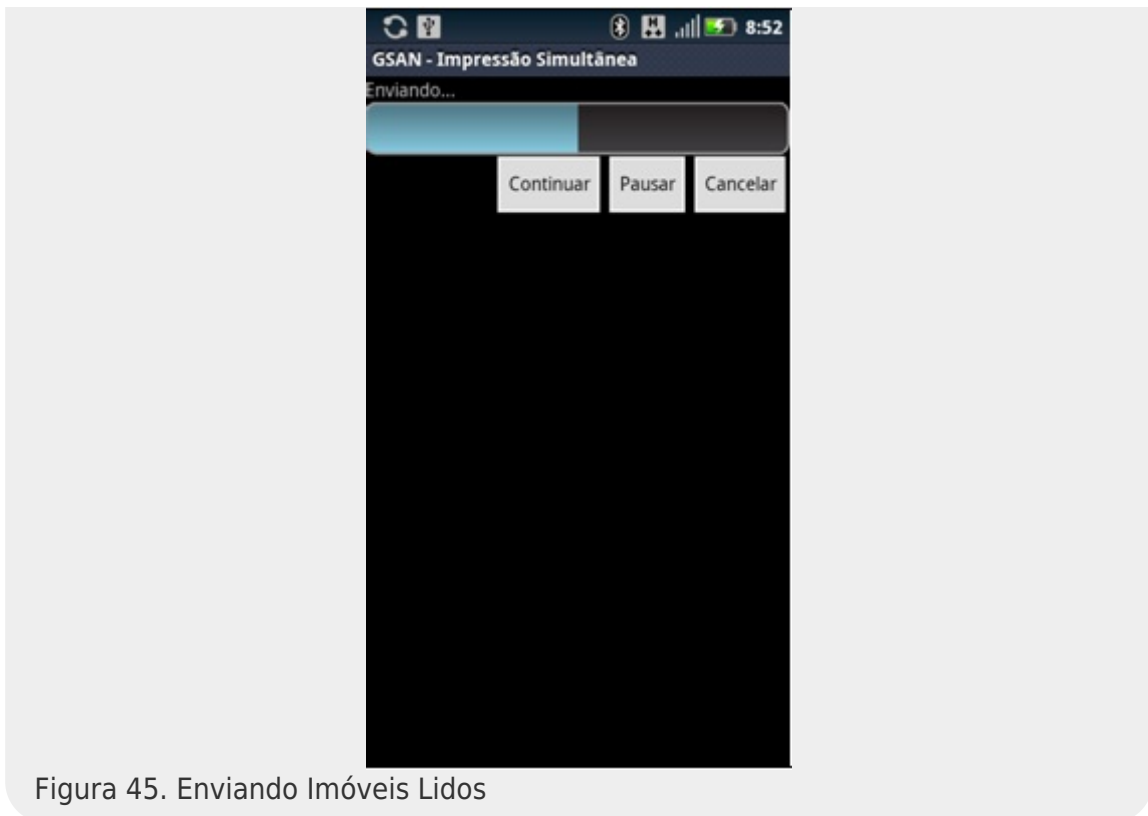 8:52
GSAN - Impressão Simultânea
Enviando...
Continuar Pausar Cancelar
Figura 45. Enviando Imóveis Lidos